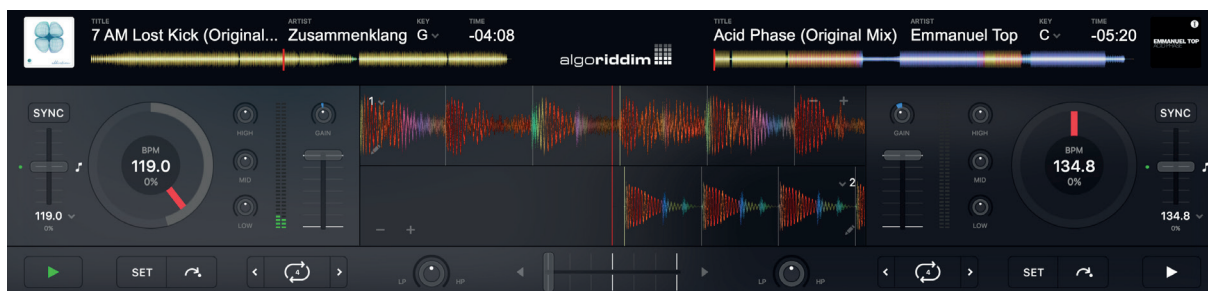 TITLE ARTIST KEY TIME
7 AM Lost Kick (Original... Zusammenklang G -04:08
algoriddim
TITLE ARTIST KEY TIME
Acid Phase (Original Mix) Emmanuel Top C -05:20
EMMANUEL TOP
ACID PHASE
SYNC
BPM
119.0
0%
119.0
0%
HIGH
MID
LOW
GAIN
1
2
GAIN
HIGH
MID
LOW
BPM
134.8
0%
SYNC
134.8
0%
SET
4
LP HP
LP HP
4
SET